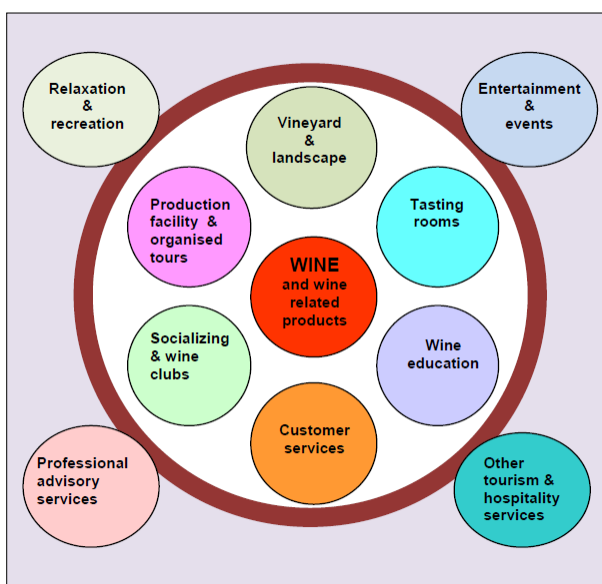 Relaxation
&
recreation
Entertainment
&
events
Vineyard
&
landscape
Production
facility &
organised
tours
Tasting
rooms
WINE
and wine
related
products
Socializing
& wine
clubs
Wine
education
Customer
services
Professional
advisory
services
Other
tourism &
hospitality
services